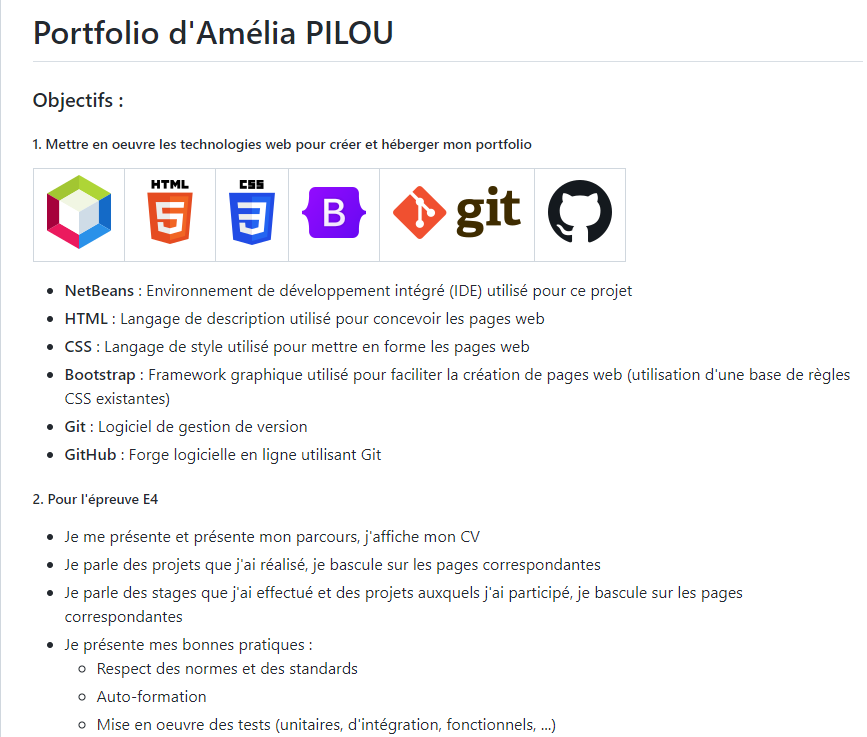 Portfolio d'Amélia PILOU
Objectifs :
1. Mettre en oeuvre les technologies web pour créer et héberger mon portfolio
HTML
5
CSS
3
B
git
NetBeans : Environnement de développement intégré (IDE) utilisé pour ce projet
HTML : Langage de description utilisé pour concevoir les pages web
CSS : Langage de style utilisé pour mettre en forme les pages web
Bootstrap : Framework graphique utilisé pour faciliter la création de pages web (utilisation d'une base de règles
CSS existantes)
Git : Logiciel de gestion de version
GitHub : Forge logicielle en ligne utilisant Git
2. Pour l'épreuve E4
Je me présente et présente mon parcours, j'affiche mon CV
Je parle des projets que j'ai réalisé, je bascule sur les pages correspondantes
Je parle des stages que j'ai effectué et des projets auxquels j'ai participé, je bascule sur les pages
correspondantes
Je présente mes bonnes pratiques :
Respect des normes et des standards
Auto-formation
Mise en oeuvre des tests (unitaires, d'intégration, fonctionnels, ...)